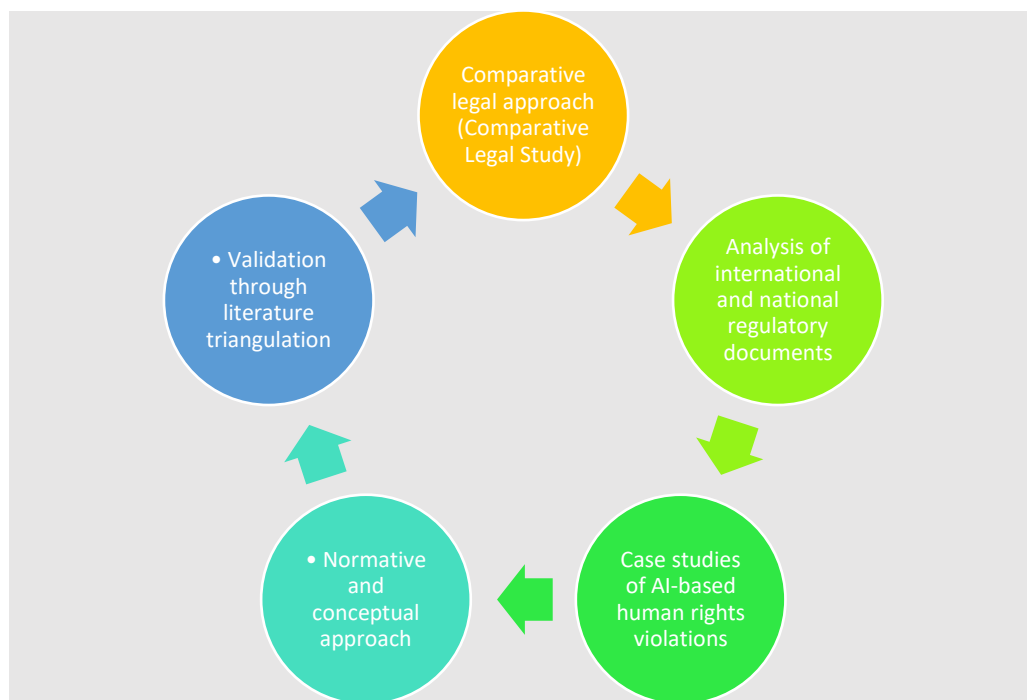 Comparative
legal approach
(Comparative
Legal Study)
Analysis of
international
and national
regulatory
documents
Case studies
of AI-based
human rights
violations
• Normative
and
conceptual
approach
• Validation
through
literature
triangulation